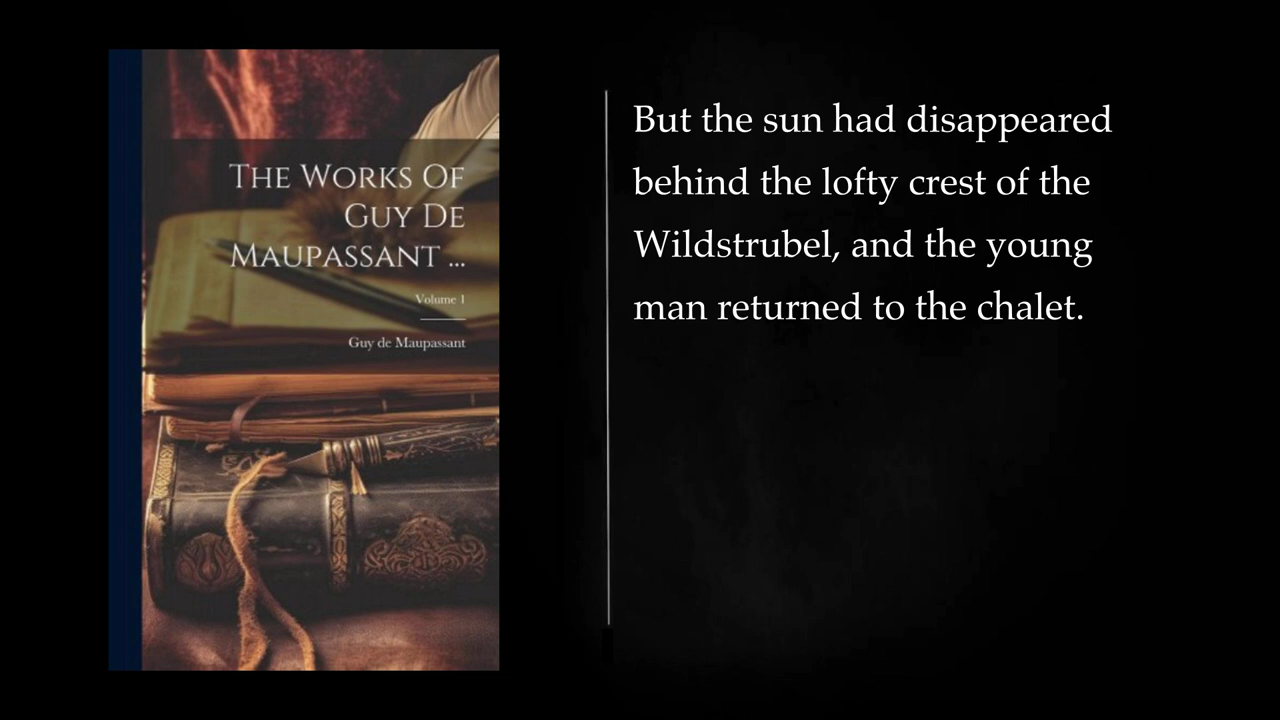 The Works Of
Guy De
Maupassant ...
Volume 1
Guy de Maupassant
But the sun had disappeared
behind the lofty crest of the
Wildstrubel, and the young
man returned to the chalet.